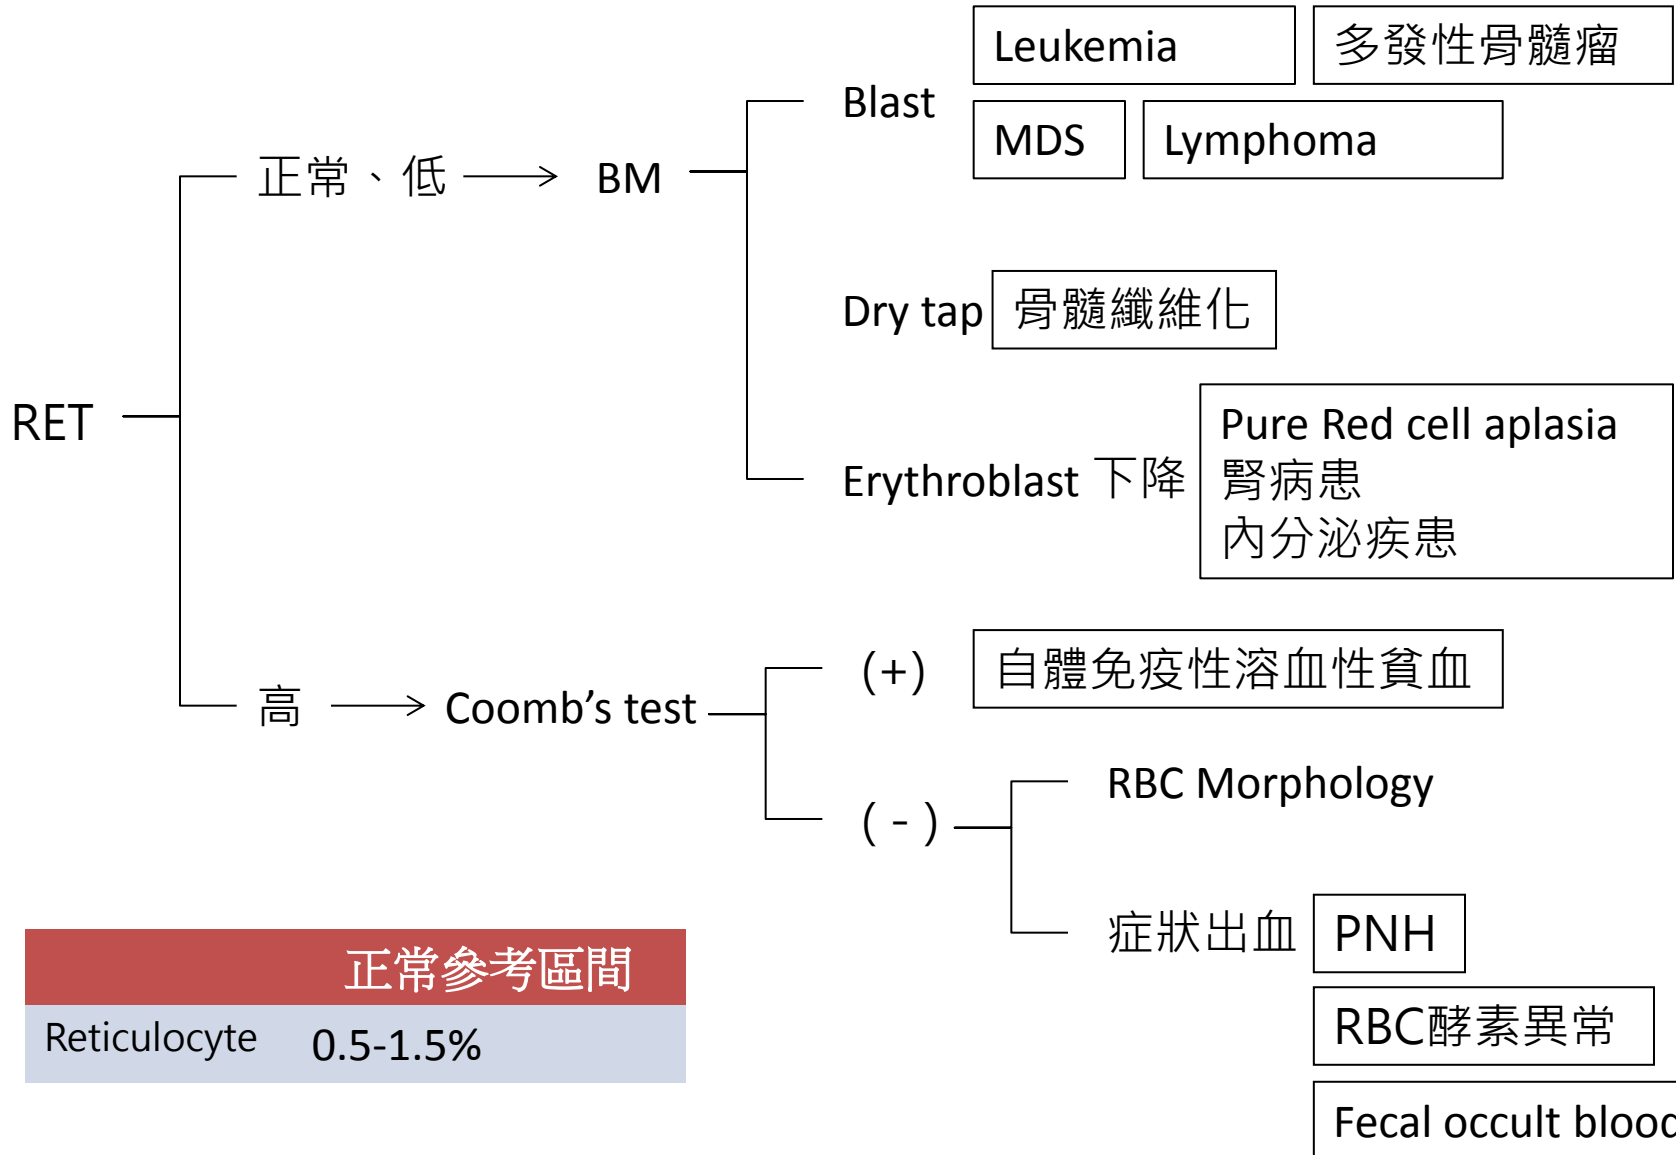 Leukemia
多發性骨髓瘤
Blast
MDS
Lymphoma
正常、低
BM
Dry tap
骨髓纖維化
RET
Erythroblast 下降
Pure Red cell aplasia
腎病患
內分泌疾患
高
Coomb's test
(+)
自體免疫性溶血性貧血
( - )
RBC Morphology
症狀出血
PNH
RBC酵素異常
Fecal occult blood
正常參考區間
Reticulocyte 0.5-1.5%